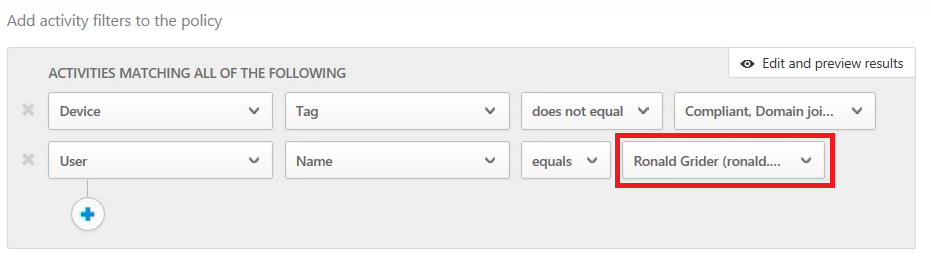 Add activity filters to the policy
Edit and preview results
ACTIVITIES MATCHING ALL OF THE FOLLOWING
Device Tag does not equal Compliant, Domain joi...
User Name equals Ronald Grider (ronald....